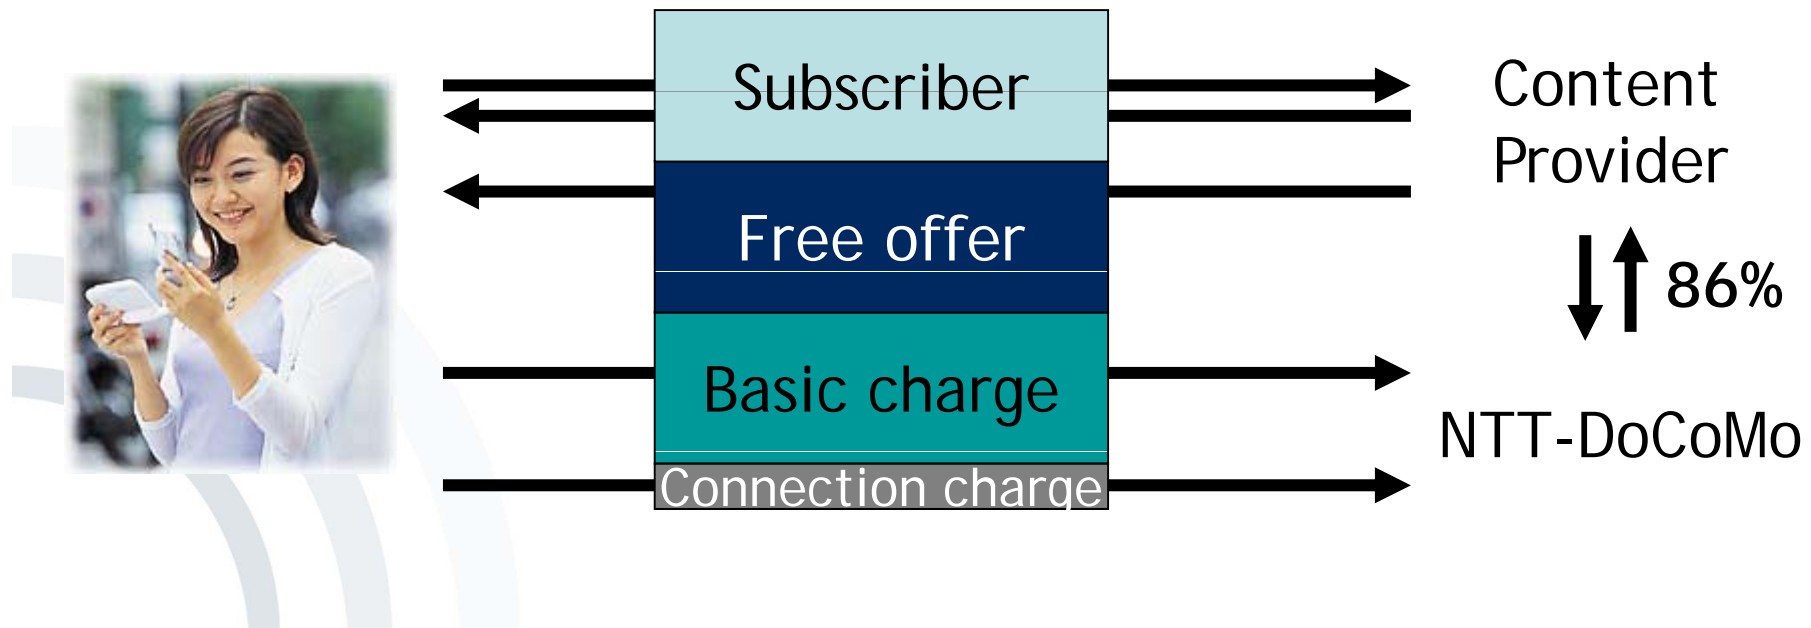 Subscriber
Free offer
Basic charge
Connection charge
Content
Provider
86%
NTT-DoCoMo